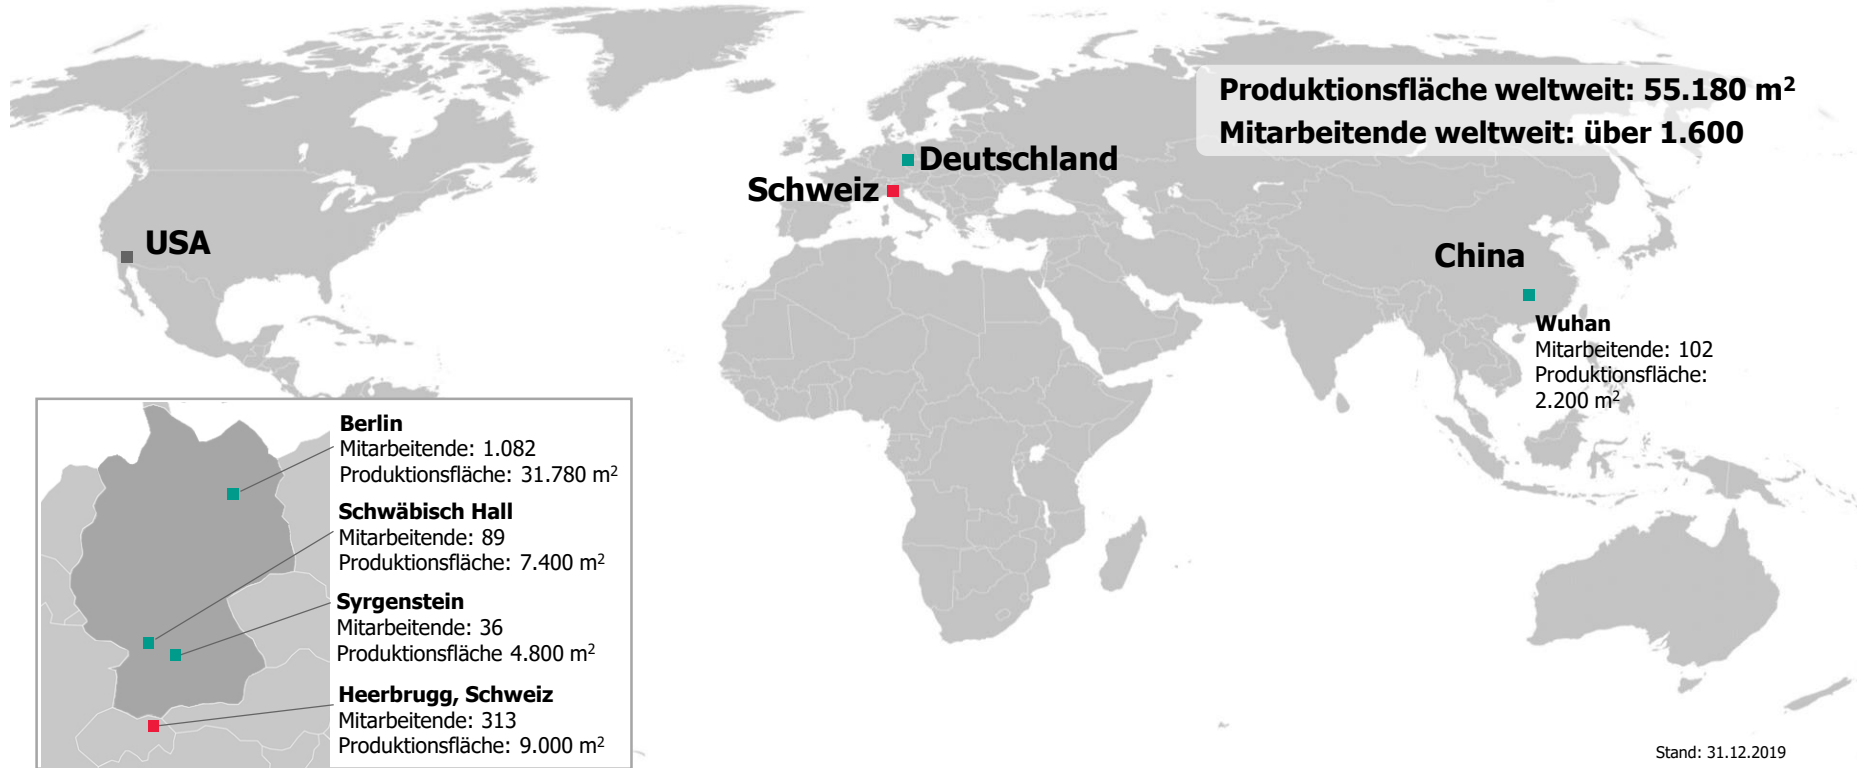 Produktionsfläche weltweit: 55.180 m²
Mitarbeitende weltweit: über 1.600
Deutschland
Schweiz
USA
China
Wuhan
Mitarbeitende: 102
Produktionsfläche:
2.200 m²
Berlin
Mitarbeitende: 1.082
Produktionsfläche: 31.780 m²
Schwäbisch Hall
Mitarbeitende: 89
Produktionsfläche: 7.400 m²
Syrgenstein
Mitarbeitende: 36
Produktionsfläche 4.800 m²
Heerbrugg, Schweiz
Mitarbeitende: 313
Produktionsfläche: 9.000 m²
Stand: 31.12.2019